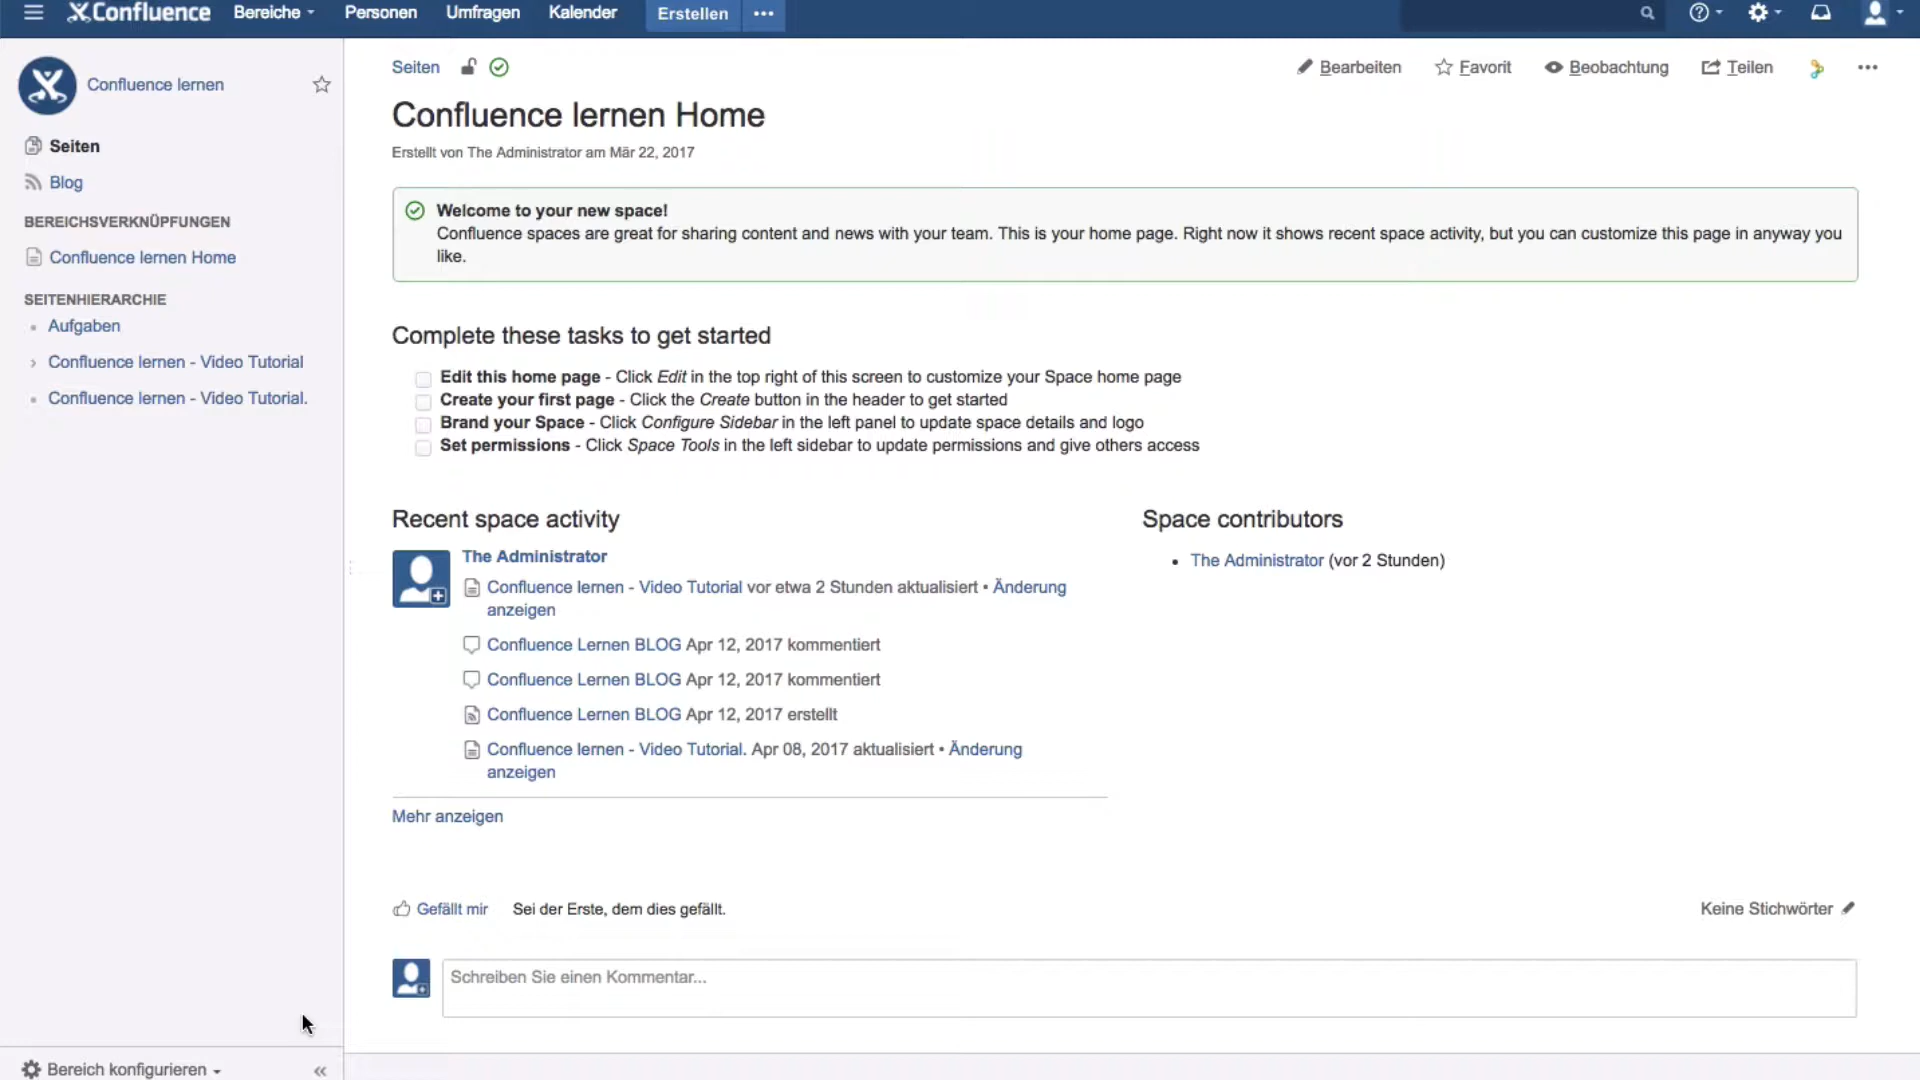 Confluence
Bereiche
Personen
Umfragen
Kalender
Erstellen
Confluence lernen
Seiten
Blog
BEREICHSVERKNÜPFUNGEN
Confluence lernen Home
SEITENHIERARCHIE
Aufgaben
Confluence lernen - Video Tutorial
Confluence lernen - Video Tutorial.
Bereich konfigurieren
Seiten
Bearbeiten
Favorit
Beobachtung
Teilen
Confluence lernen Home
Erstellt von The Administrator am Mär 22, 2017
Welcome to your new space!
Confluence spaces are great for sharing content and news with your team. This is your home page. Right now it shows recent space activity, but you can customize this page in anyway you
like.
Complete these tasks to get started
Edit this home page - Click Edit in the top right of this screen to customize your Space home page
Create your first page - Click the Create button in the header to get started
Brand your Space - Click Configure Sidebar in the left panel to update space details and logo
Set permissions - Click Space Tools in the left sidebar to update permissions and give others access
Recent space activity
The Administrator
Confluence lernen - Video Tutorial vor etwa 2 Stunden aktualisiert • Änderung
anzeigen
Confluence Lernen BLOG Apr 12, 2017 kommentiert
Confluence Lernen BLOG Apr 12, 2017 kommentiert
Confluence Lernen BLOG Apr 12, 2017 erstellt
Confluence lernen - Video Tutorial. Apr 08, 2017 aktualisiert • Änderung
anzeigen
Mehr anzeigen
Space contributors
• The Administrator (vor 2 Stunden)
Gefällt mir
Sei der Erste, dem dies gefällt.
Keine Stichwörter
Schreiben Sie einen Kommentar...